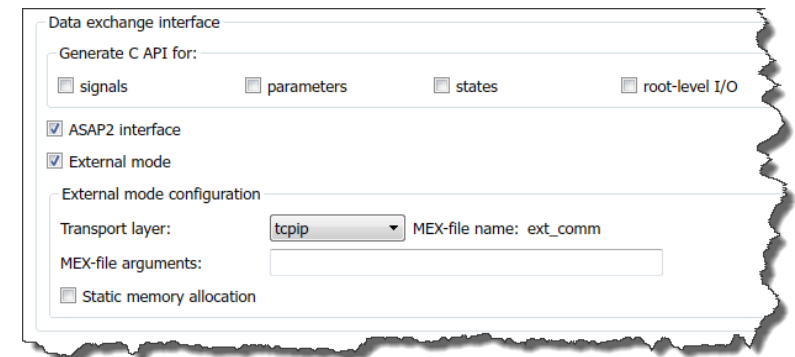 Data exchange interface
Generate C API for:
signals parameters states root-level I/O
ASAP2 interface
External mode
External mode configuration
Transport layer: tcpip MEX-file name: ext_comm
MEX-file arguments:
Static memory allocation